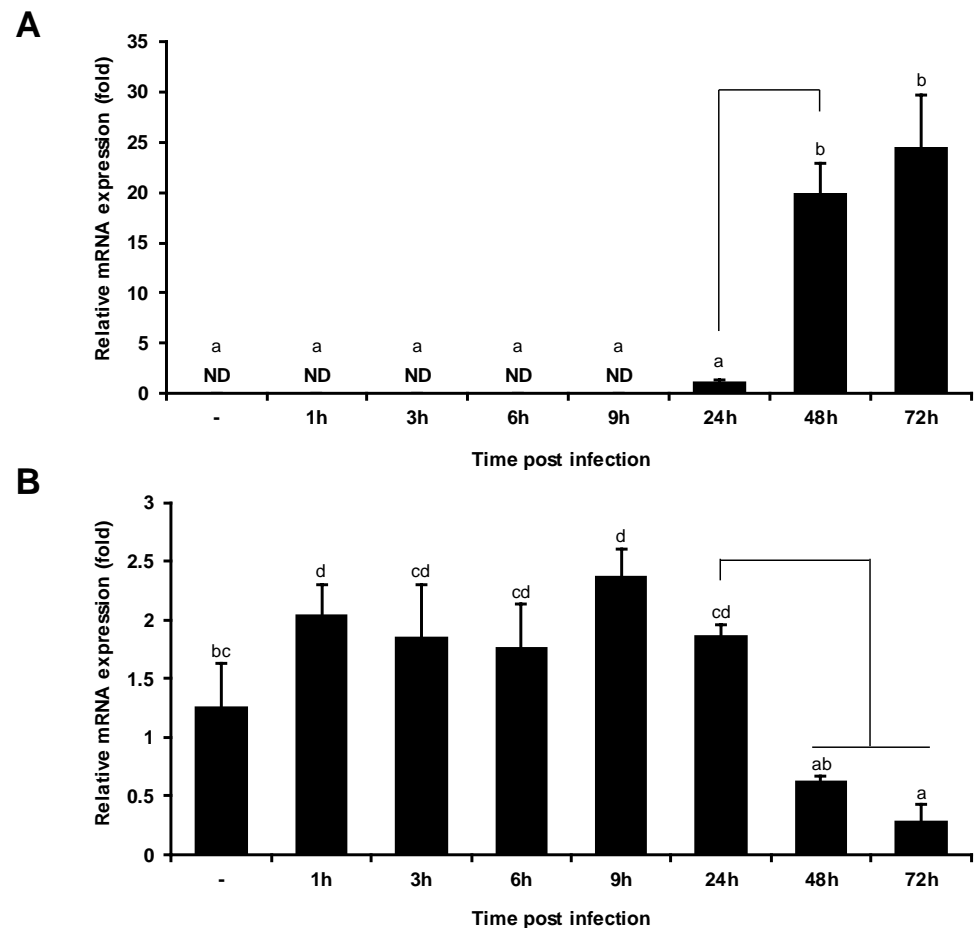 A
Relative mRNA expression (fold)
35
30
25
20
15
10
5
0
b
b
a a a a a a
ND ND ND ND ND
- 1h 3h 6h 9h 24h 48h 72h
Time post infection
B
Relative mRNA expression (fold)
3
2.5
2
1.5
1
0.5
0
bc d cd cd d cd ab a
- 1h 3h 6h 9h 24h 48h 72h
Time post infection